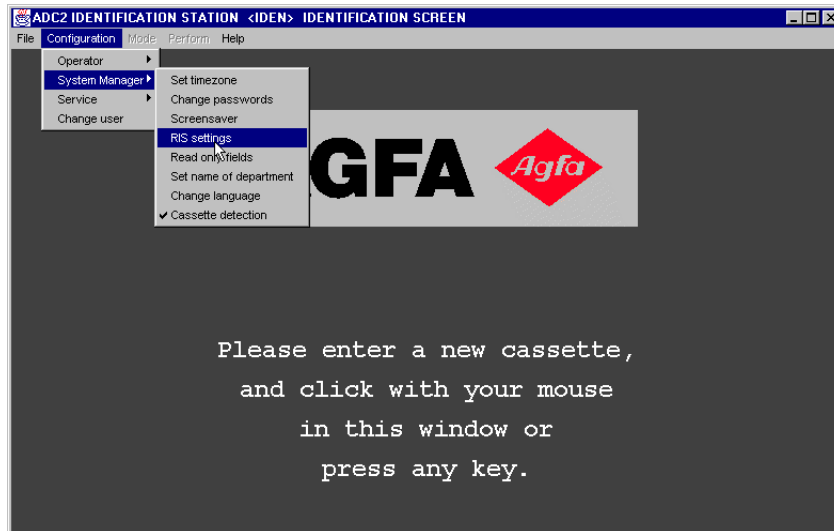 ADC2 IDENTIFICATION STATION <IDEN> IDENTIFICATION SCREEN
File Configuration Mode Perform Help
Operator
System Manager
Service
Change user
Set timezone
Change passwords
Screensaver
RIS settings
Read only fields
Set name of department
Change language
Cassette detection
AGFA
Agfa
Please enter a new cassette,
and click with your mouse
in this window or
press any key.